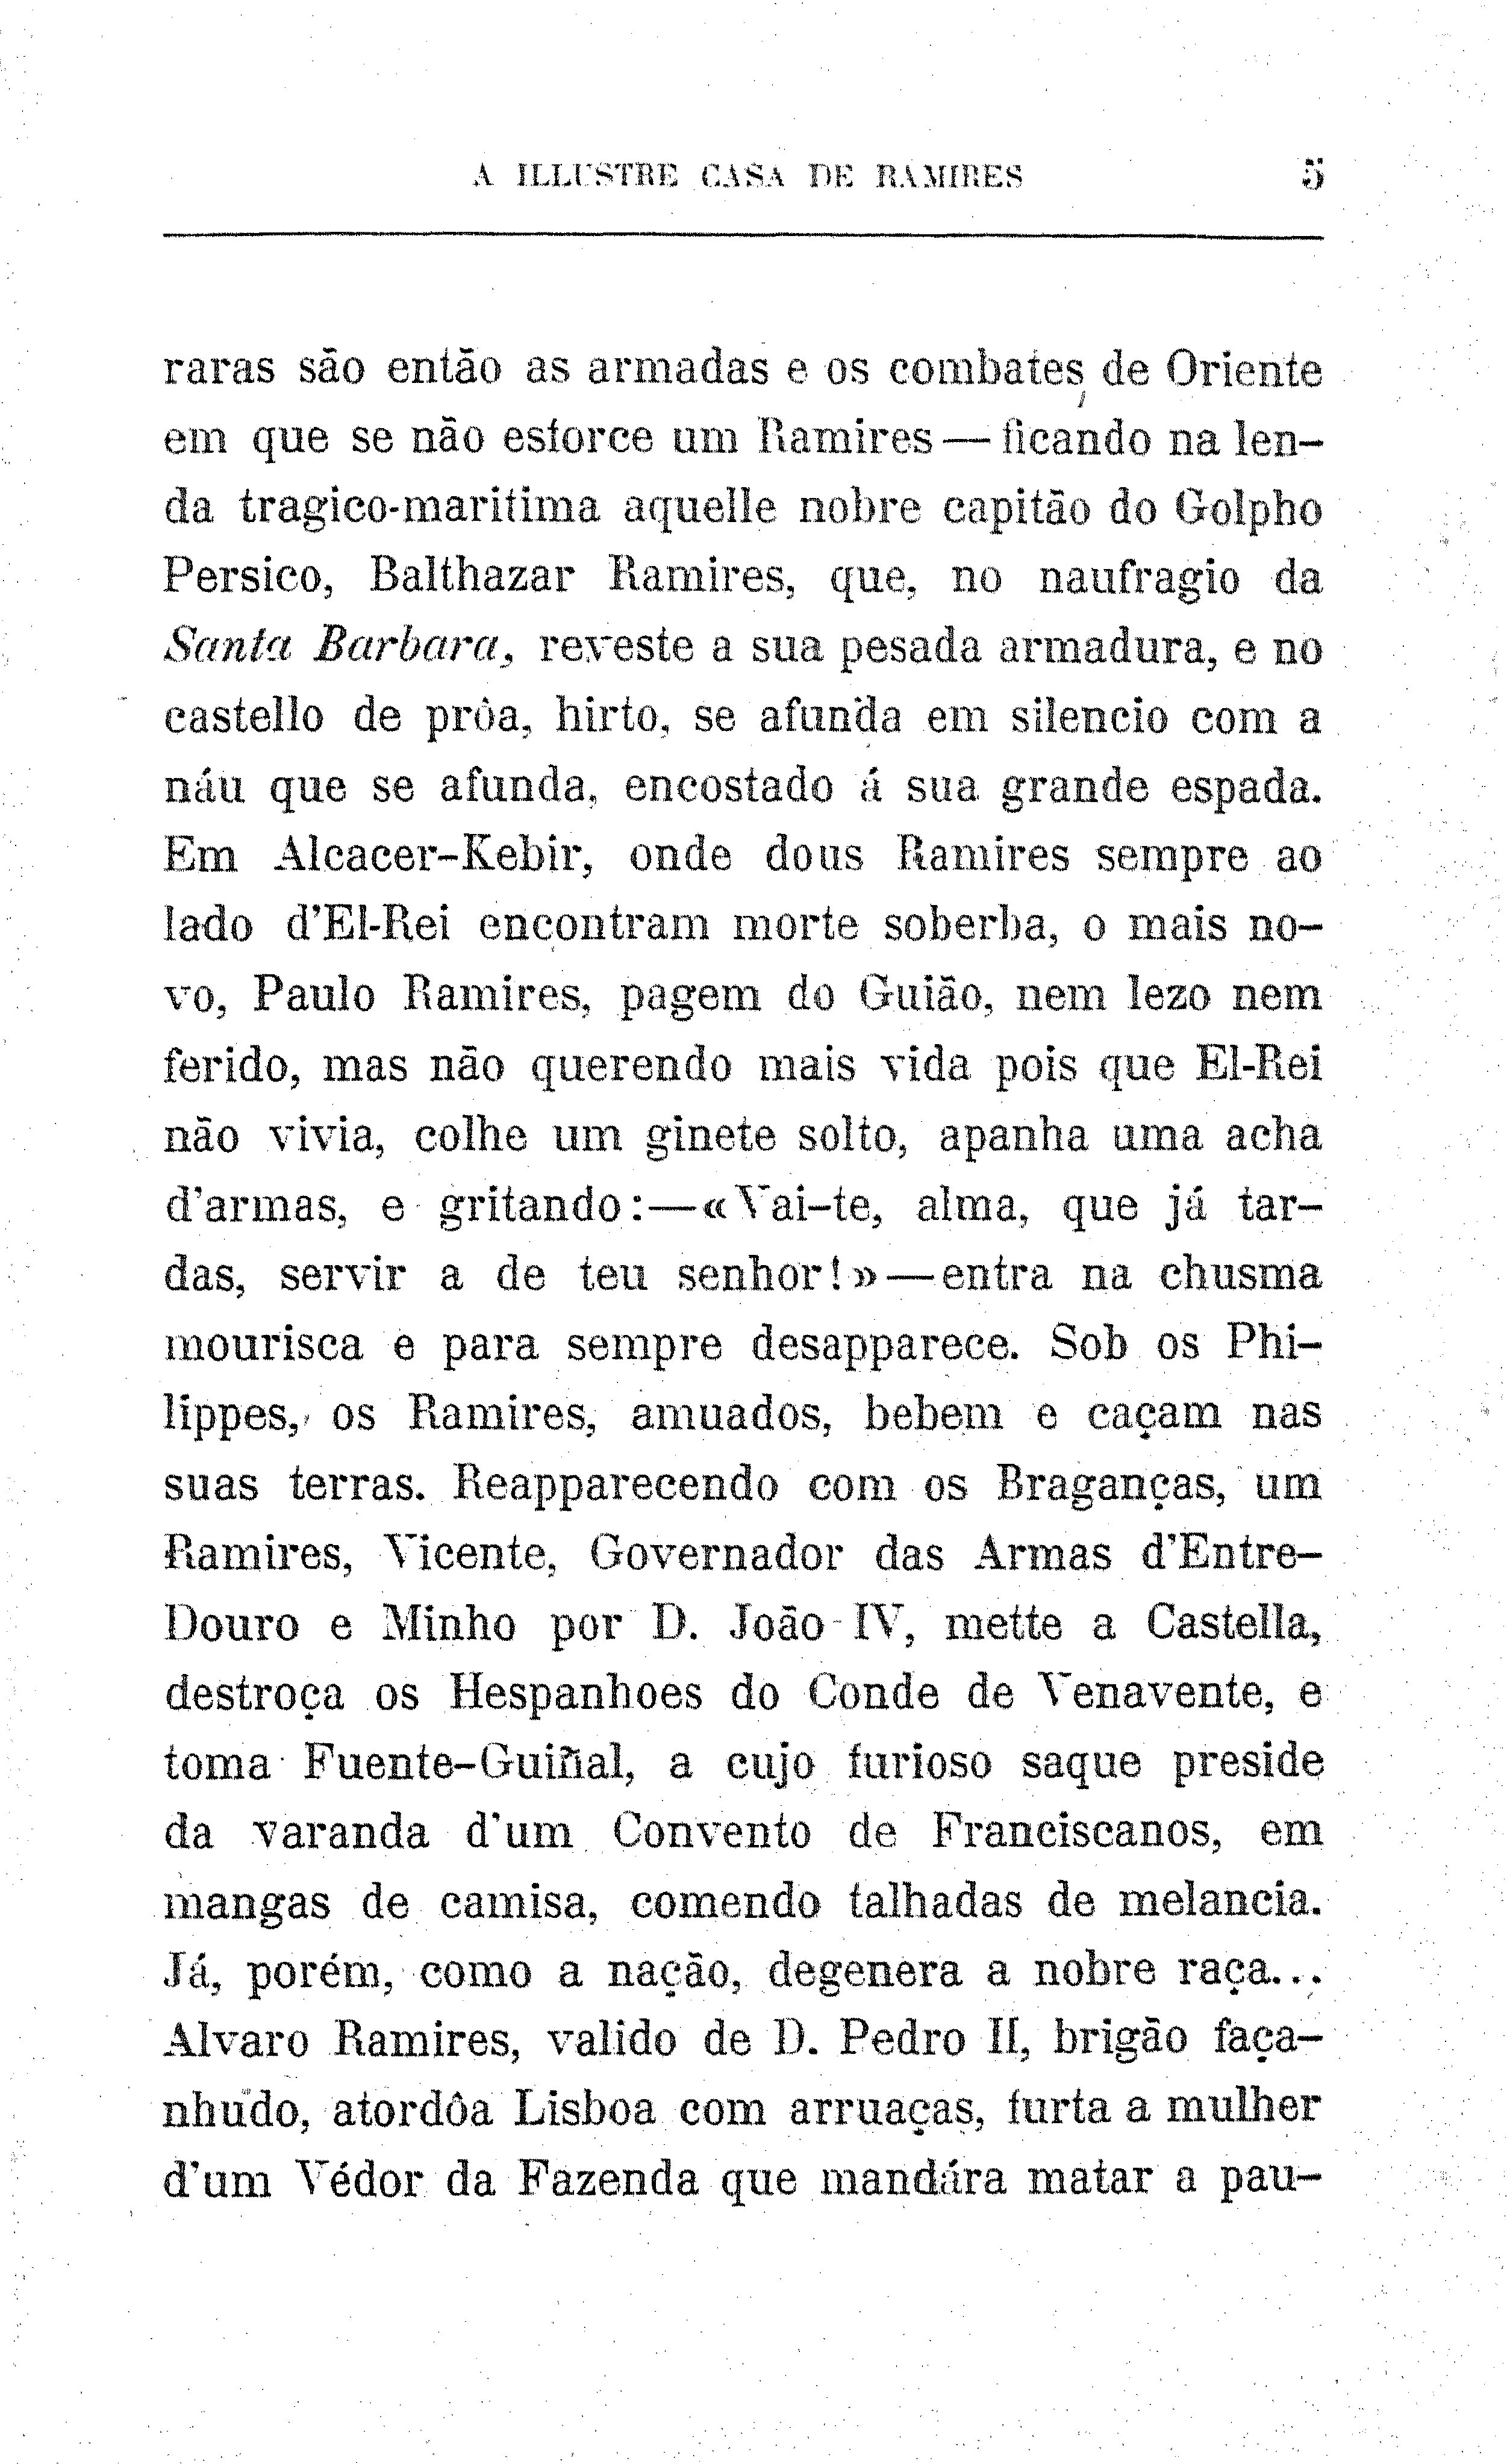 A ILLUSTRE CASA DE RAMIRES 5
raras são então as armadas e os combates de Oriente
em que se não esforce um Ramires — ficando na len-
da tragico-maritima aquelle nobre capitão do Golpho
Persico, Balthazar Ramires, que, no naufragio da
Santa Barbara, reveste a sua pesada armadura, e no
castello de prôa, hirto, se afunda em silencio com a
náu que se afunda, encostado á sua grande espada.
Em Alcacer-Kebir, onde dous Ramires sempre ao
lado d'El-Rei encontram morte soberba, o mais no-
vo, Paulo Ramires, pagem do Guião, nem lezo nem
ferido, mas não querendo mais vida pois que El-Rei
não vivia, colhe um ginete solto, apanha uma acha
d'armas, e gritando:—«Vai-te, alma, que já tar-
das, servir a de teu senhor!»—entra na chusma
mourisca e para sempre desapparece. Sob os Phi-
lippes, os Ramires, amuados, bebem e caçam nas
suas terras. Reapparecendo com os Braganças, um
Ramires, Vicente, Governador das Armas d'Entre-
Douro e Minho por D. João IV, mette a Castella,
destroça os Hespanhoes do Conde de Venavente, e
toma Fuente-Guiñal, a cujo furioso saque preside
da varanda d'um Convento de Franciscanos, em
mangas de camisa, comendo talhadas de melancia.
Já, porém, como a nação, degenera a nobre raça...
Alvaro Ramires, valido de D. Pedro II, brigão faça-
nhudo, atordôa Lisboa com arruaças, furta a mulher
d'um Védor da Fazenda que mandára matar a pau-